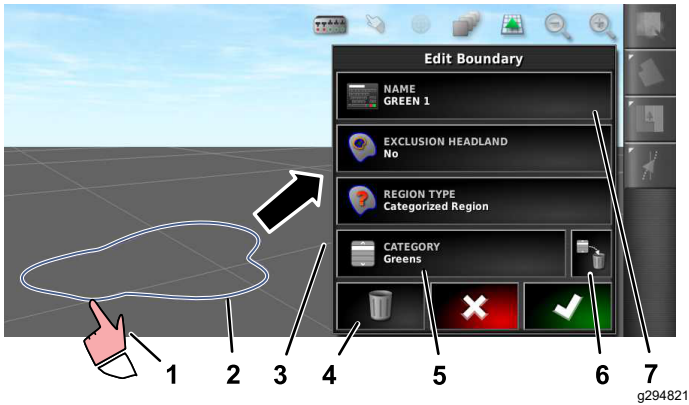 Edit Boundary
NAME
GREEN 1
EXCLUSION HEADLAND
No
REGION TYPE
Categorized Region
CATEGORY
Greens
1 2 3 4 5 6 7
g294821